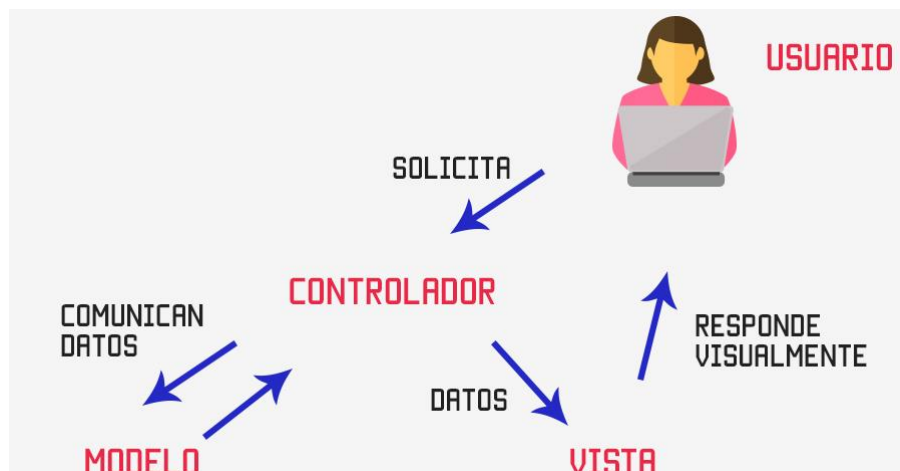 USUARIO
SOLICITA
CONTROLADOR
COMUNICAN
DATOS
RESPONDE
VISUALMENTE
DATOS
MODELO
VISTA